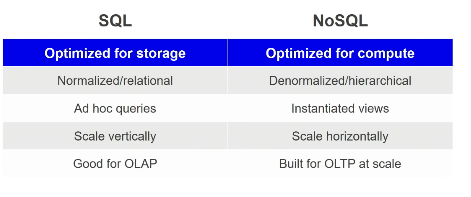 SQL NoSQL
Optimized for storage Optimized for compute
Normalized/relational Denormalized/hierarchical
Ad hoc queries Instantiated views
Scale vertically Scale horizontally
Good for OLAP Built for OLTP at scale